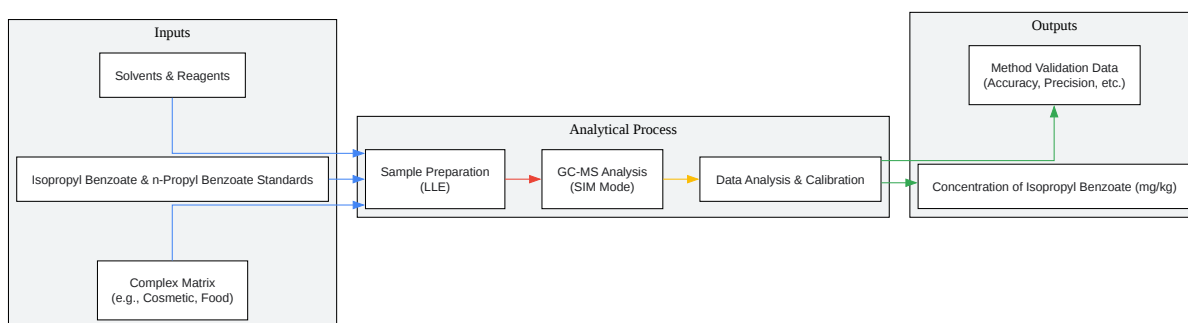 Inputs
Solvents & Reagents
Isopropyl Benzoate & n-Propyl Benzoate Standards
Complex Matrix
(e.g., Cosmetic, Food)
Analytical Process
Sample Preparation
(LLE)
GC-MS Analysis
(SIM Mode)
Data Analysis & Calibration
Outputs
Method Validation Data
(Accuracy, Precision, etc.)
Concentration of Isopropyl Benzoate (mg/kg)